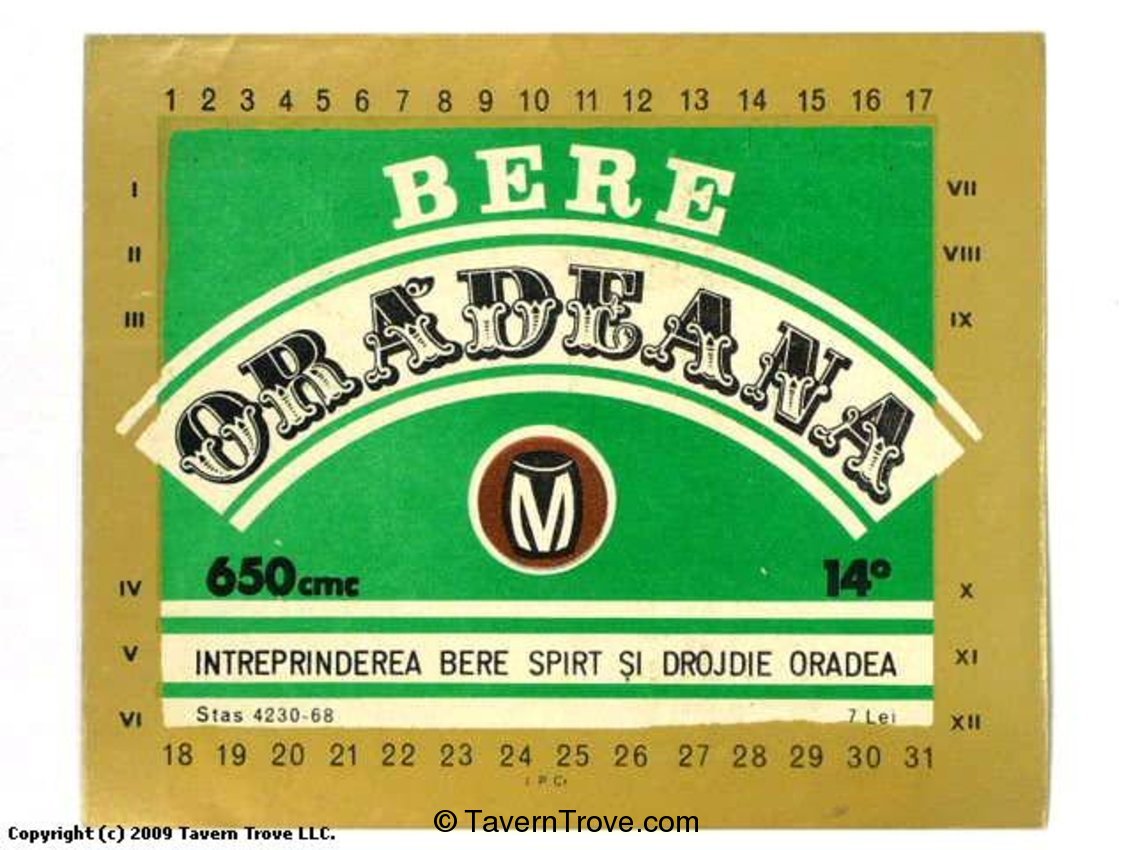 1 2 3 4 5 6 7 8 9 10 11 12 13 14 15 16 17
BERE
I VII
II VIII
III IX
ORĂDEANA
M
650cmc 14°
IV X
V XI
INTREPRINDEREA BERE SPIRT ȘI DROJDIE ORADEA
VI XII
Stas 4230-68 7 Lei
18 19 20 21 22 23 24 25 26 27 28 29 30 31
© TavernTrove.com
Copyright (c) 2009 Tavern Trove LLC.